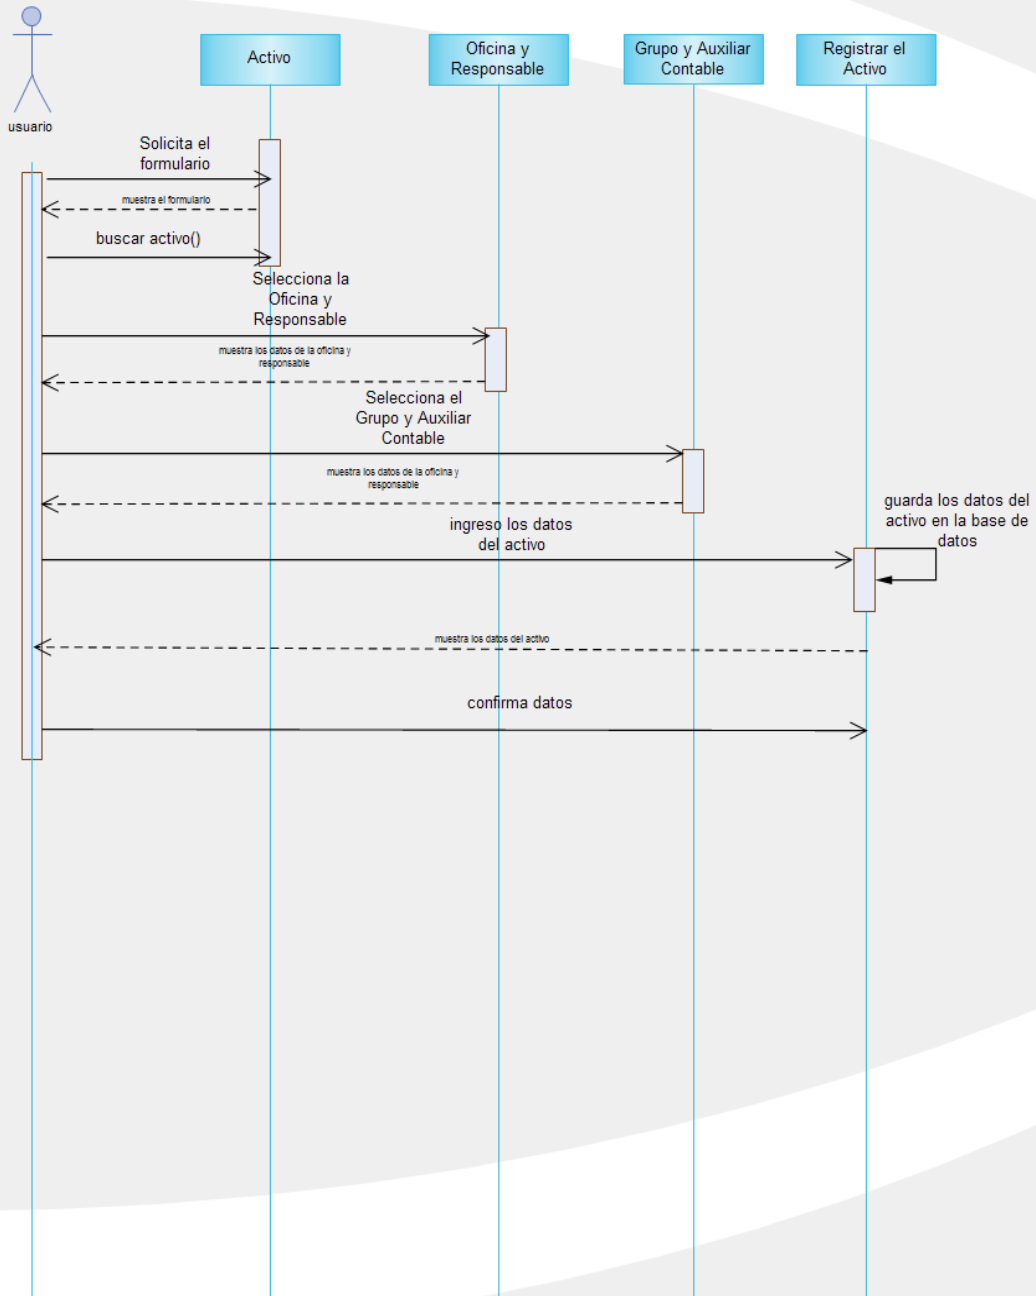 usuario
Activo
Oficina y
Responsable
Grupo y Auxiliar
Contable
Registrar el
Activo
Solicita el
formulario
muestra el formulario
buscar activo()
Selecciona la
Oficina y
Responsable
muestra los datos de la oficina y
responsable
Selecciona el
Grupo y Auxiliar
Contable
muestra los datos de la oficina y
responsable
guarda los datos del
activo en la base de
datos
ingreso los datos
del activo
muestra los datos del activo
confirma datos